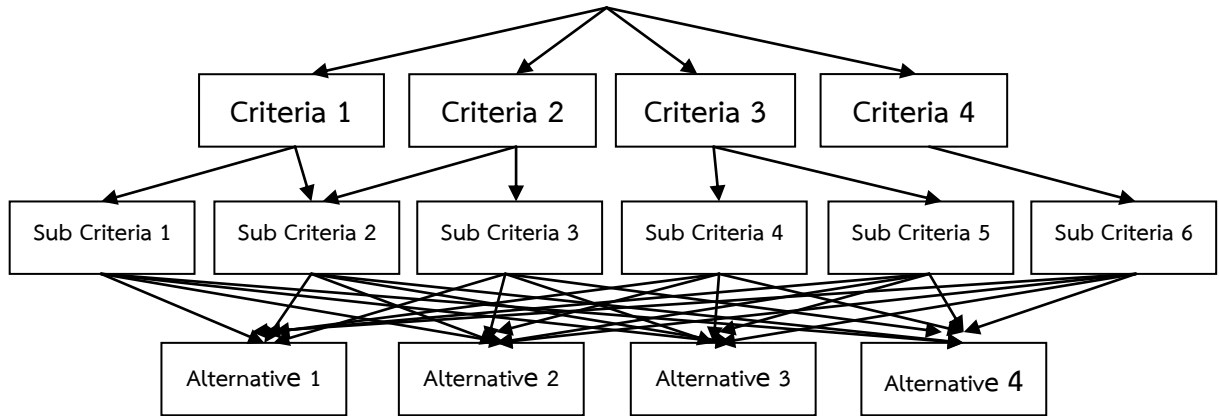 Criteria 1
Criteria 2
Criteria 3
Criteria 4
Sub Criteria 1
Sub Criteria 2
Sub Criteria 3
Sub Criteria 4
Sub Criteria 5
Sub Criteria 6
Alternative 1
Alternative 2
Alternative 3
Alternative 4